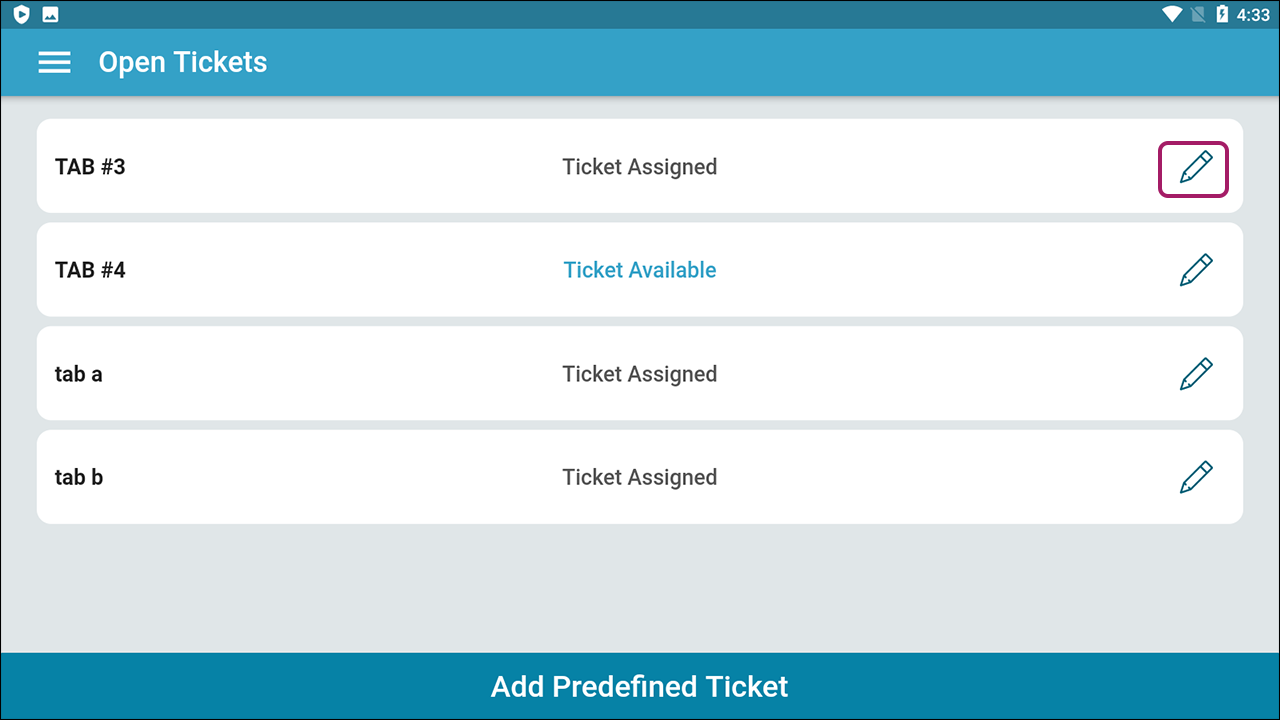 4:33
Open Tickets
TAB #3 Ticket Assigned
TAB #4 Ticket Available
tab a Ticket Assigned
tab b Ticket Assigned
Add Predefined Ticket